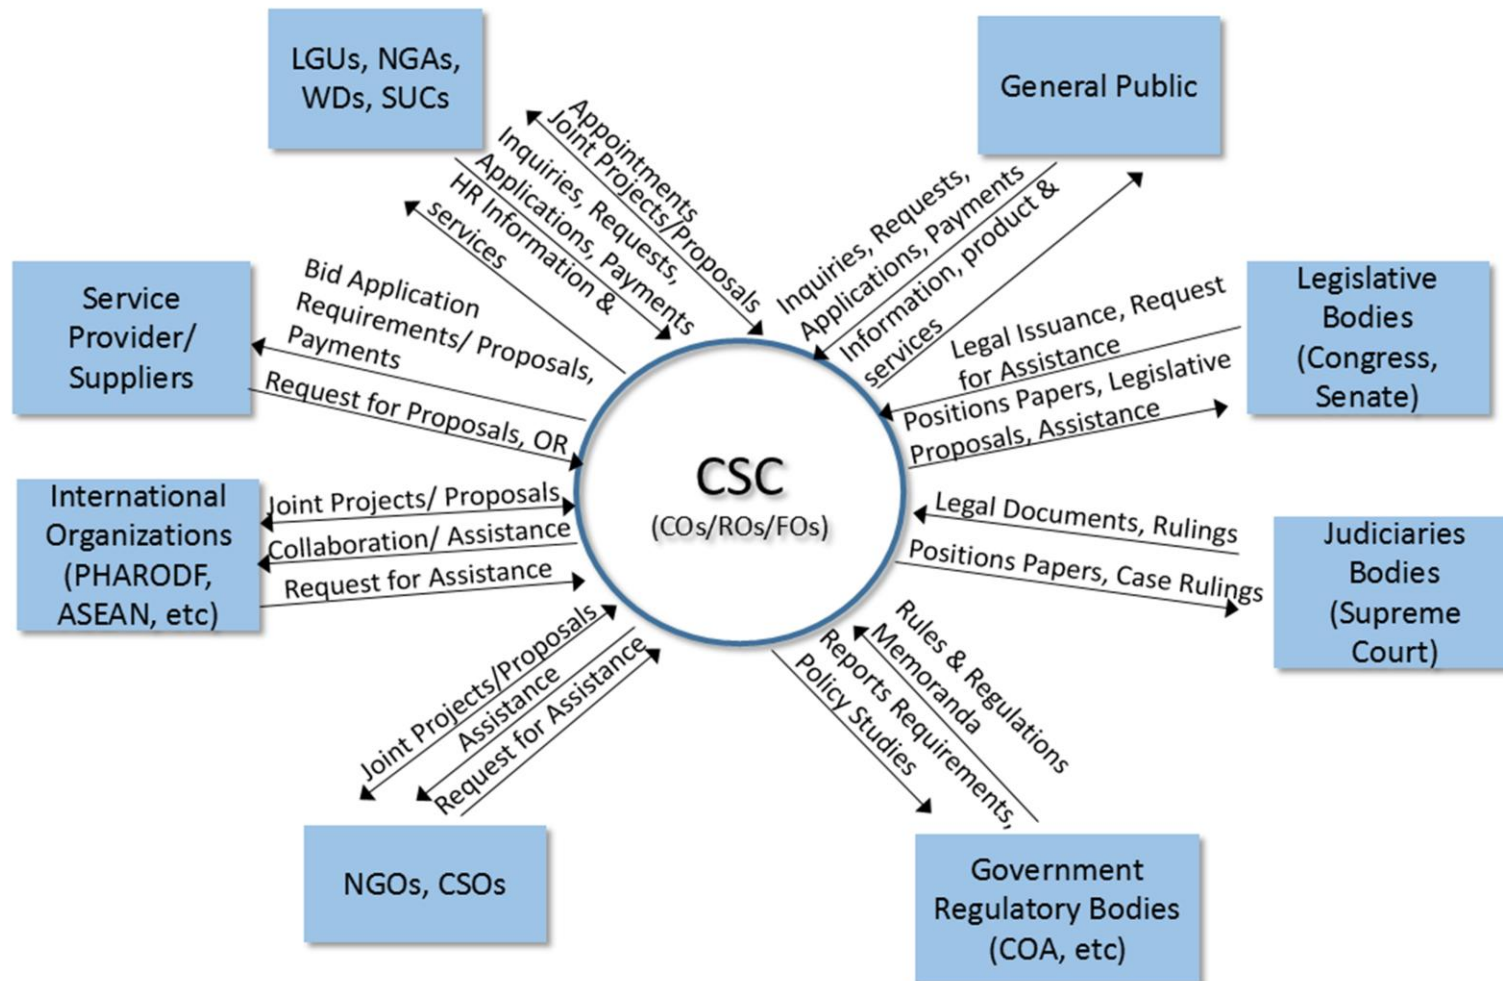 LGUs, NGAs,
WDs, SUCs
General Public
Appointments
Joint Projects/Proposals
Inquiries, Requests,
Applications, Payments
HR Information &
services
Inquiries, Requests,
Applications, Payments
Information, product &
services
Service
Provider/
Suppliers
Bid Application
Requirements/ Proposals,
Payments
Request for Proposals, OR
Legal Issuance, Request
for Assistance
Positions Papers, Legislative
Proposals, Assistance
Legislative
Bodies
(Congress,
Senate)
CSC
(COs/ROs/FOs)
International
Organizations
(PHARODF,
ASEAN, etc)
Joint Projects/ Proposals
Collaboration/ Assistance
Request for Assistance
Legal Documents, Rulings
Positions Papers, Case Rulings
Judiciaries
Bodies
(Supreme
Court)
Joint Projects/Proposals
Assistance
Request for Assistance
Rules & Regulations
Memoranda
Reports Requirements,
Policy Studies
NGOs, CSOs
Government
Regulatory Bodies
(COA, etc)